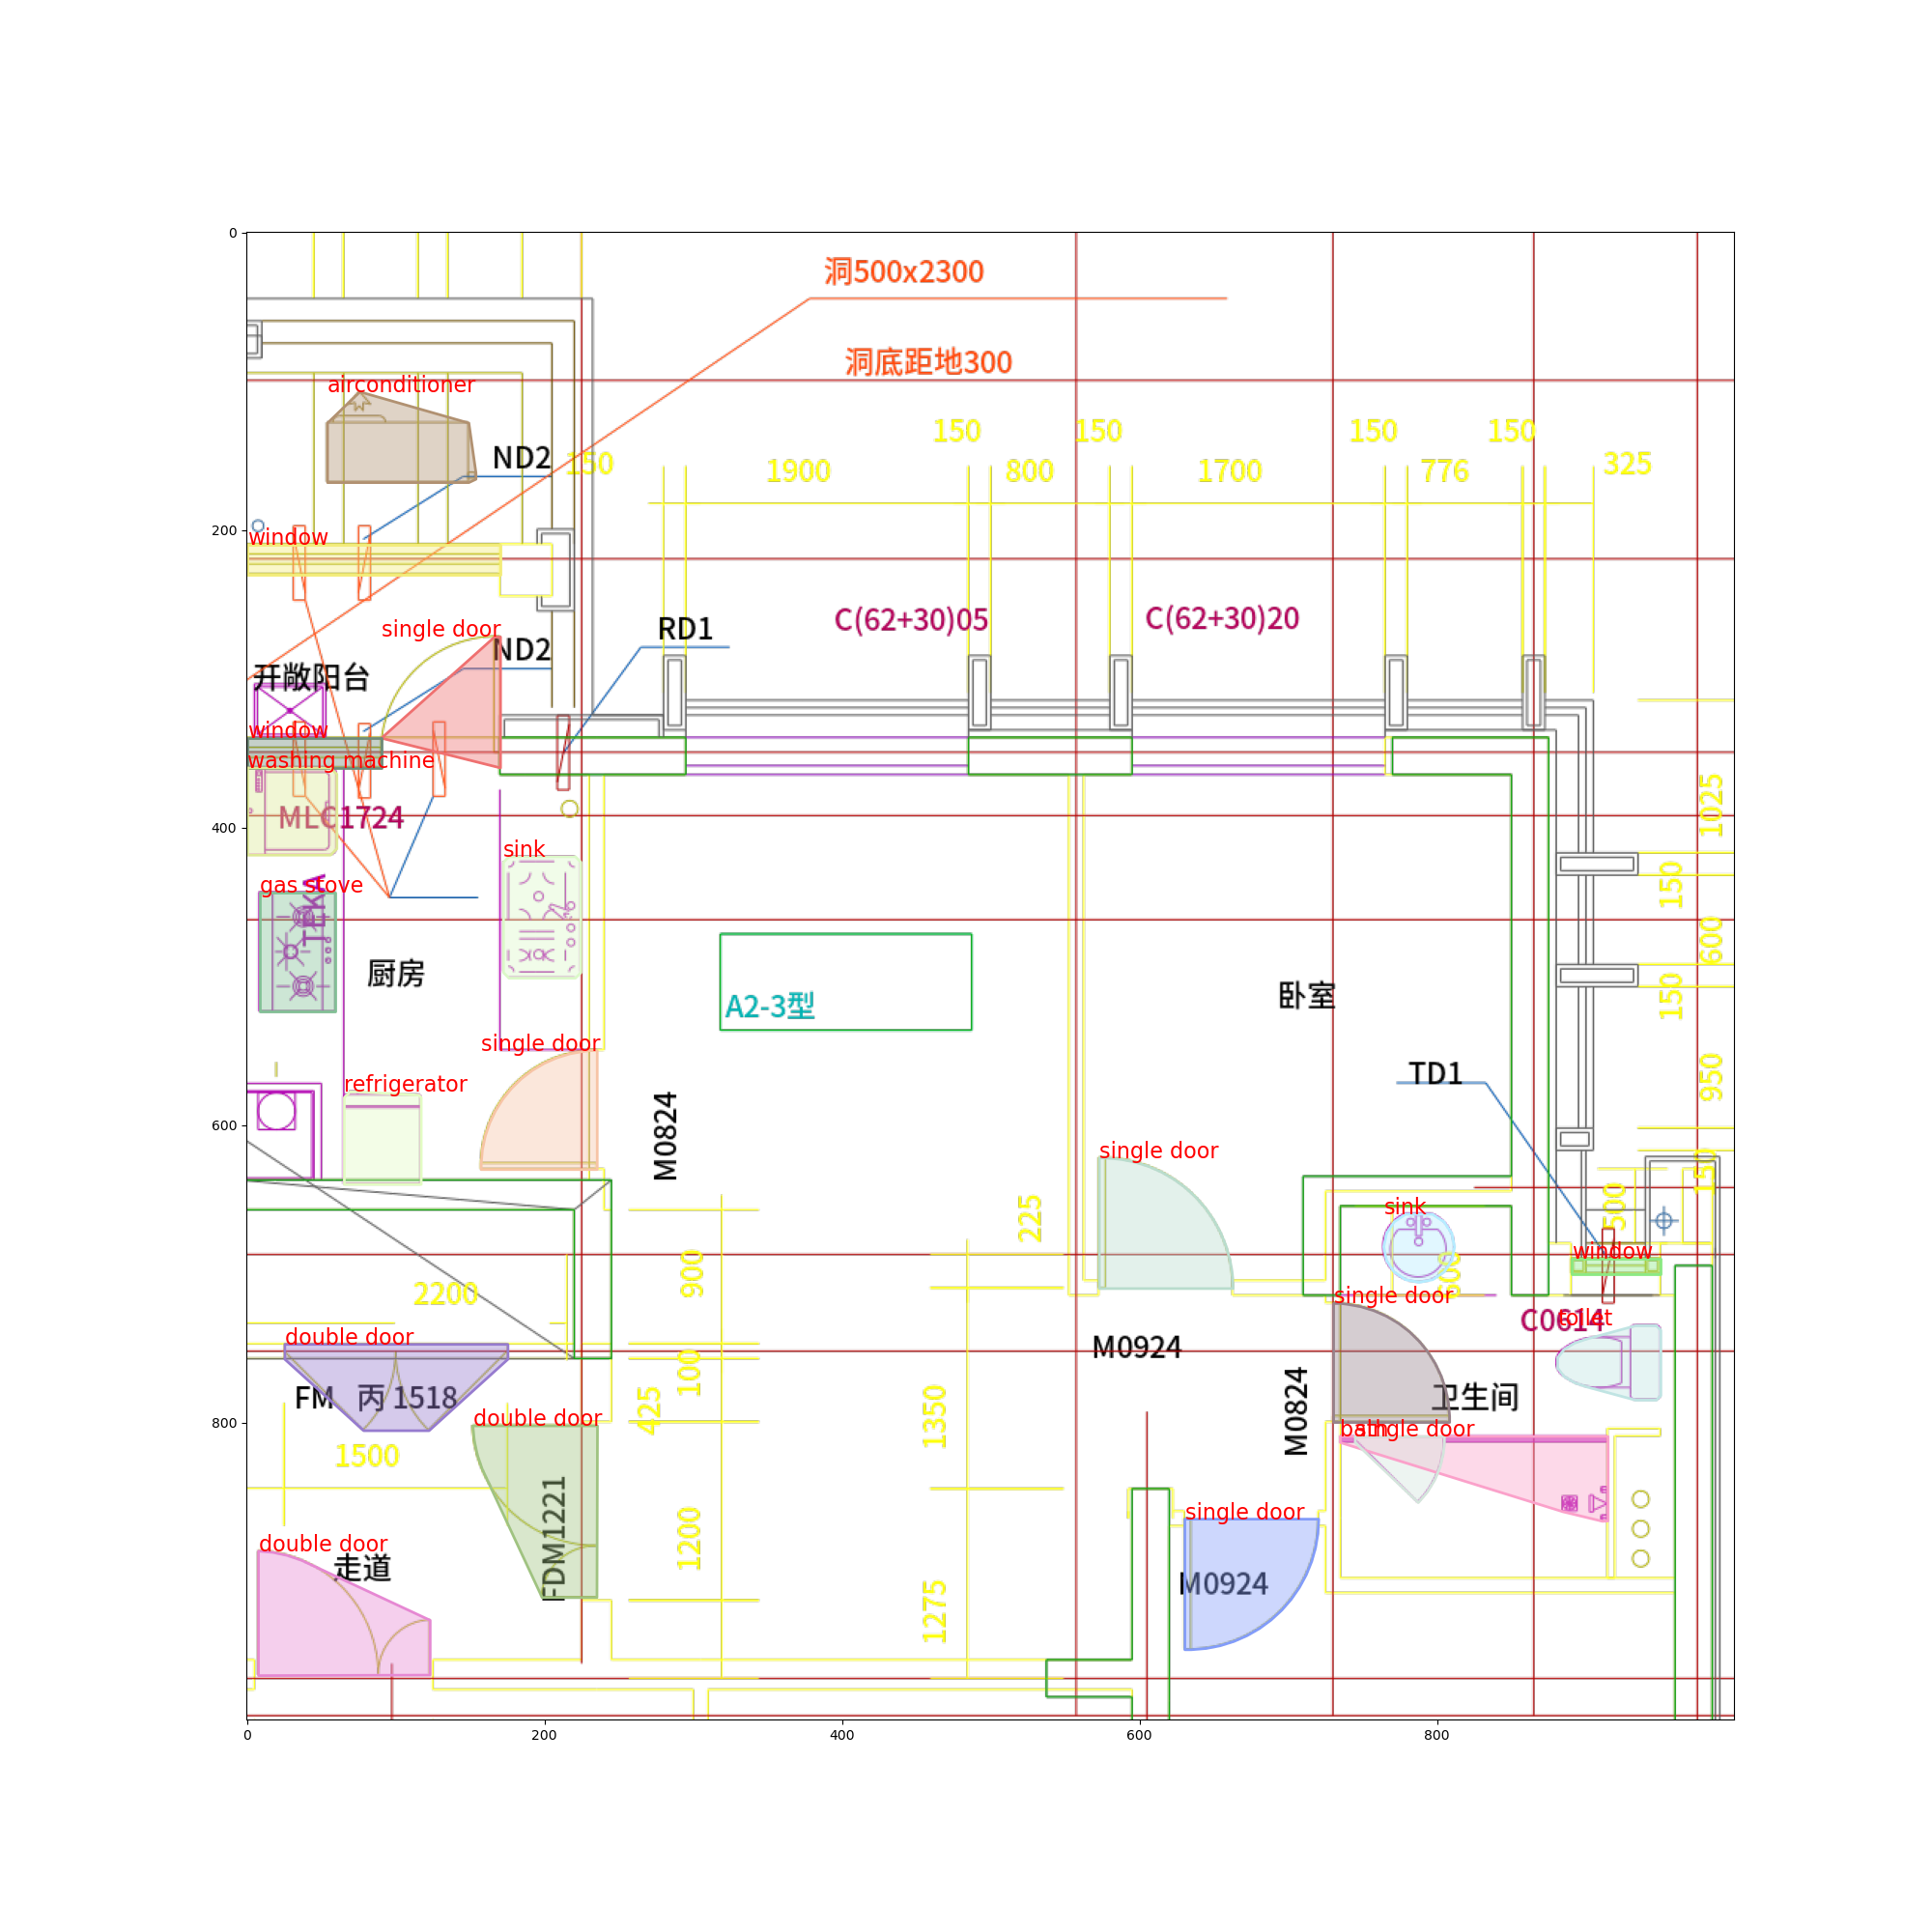 洞500x2300
洞底距地300
airconditioner
150
150
150
150
ND2
150
1900
800
1700
776
325
window
single door
ND2
RD1
C(62+30)05
C(62+30)20
开敞阳台
window
washing machine
MLC1724
1025
sink
gas stove
TEKA
150
600
厨房
A2-3型
卧室
150
single door
refrigerator
TD1
950
M0824
single door
150
500
225
sink
window
900
600
2200
single door
C0614
toilet
double door
M0924
100
FM 丙 1518
425
1350
M0824
卫生间
double door
bath
single door
1500
FDM1221
1200
single door
double door
走道
M0924
1275
0
200
400
600
800
0
200
400
600
800